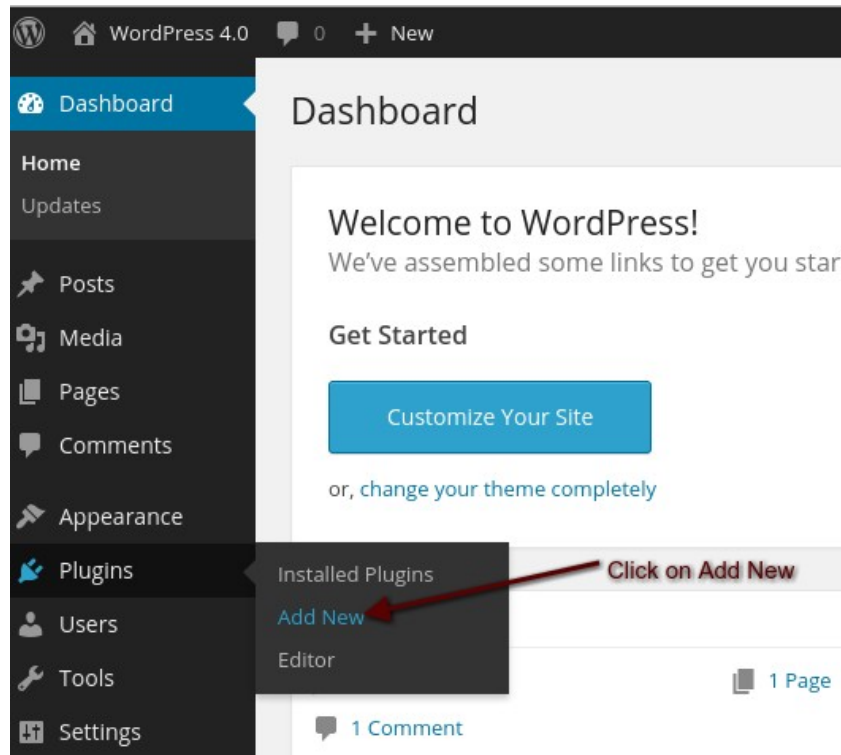 WordPress 4.0 0 + New
Dashboard
Home
Updates
Posts
Media
Pages
Comments
Appearance
Plugins
Users
Tools
Settings
Installed Plugins
Add New
Editor
Dashboard
Welcome to WordPress!
We've assembled some links to get you star
Get Started
Customize Your Site
or, change your theme completely
Click on Add New
1 Page
1 Comment